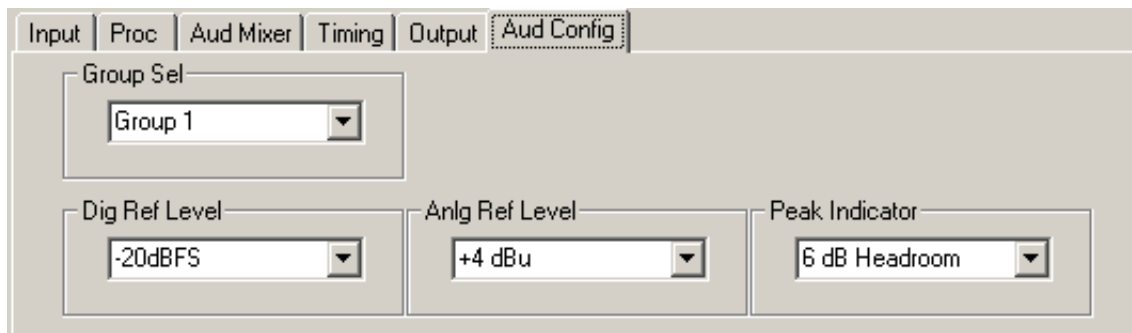 Input Proc Aud Mixer Timing Output Aud Config
Group Sel
Group 1
Dig Ref Level Anlg Ref Level Peak Indicator
-20dBFS +4 dBu 6 dB Headroom